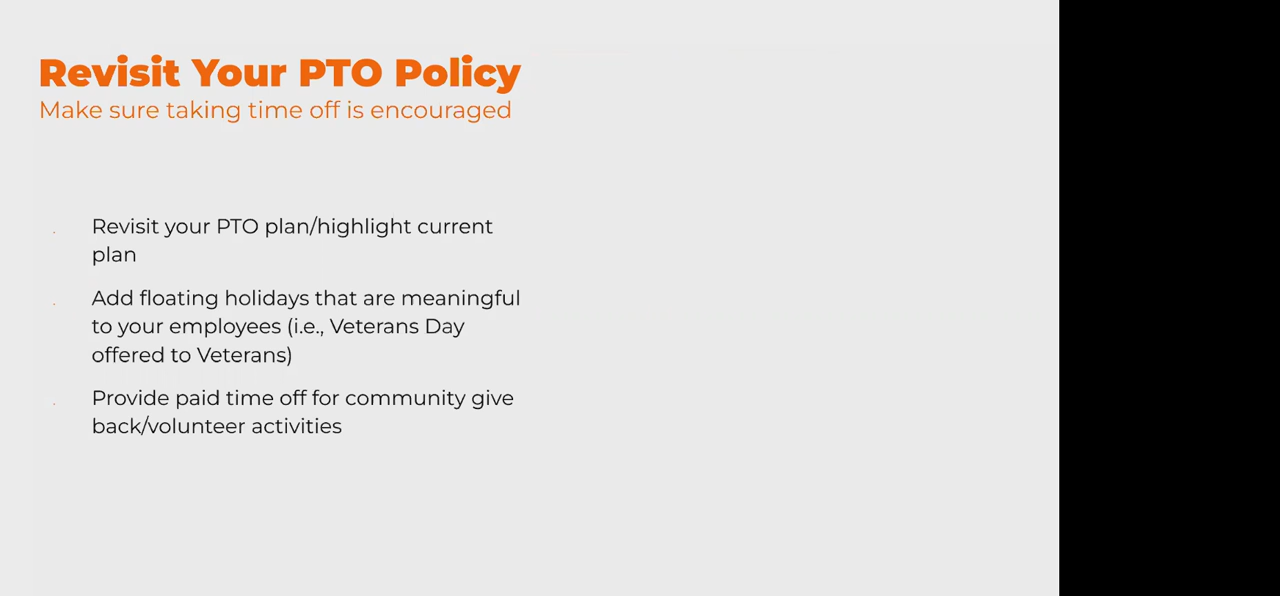 Revisit Your PTO Policy
Make sure taking time off is encouraged
Revisit your PTO plan/highlight current
plan
Add floating holidays that are meaningful
to your employees (i.e., Veterans Day
offered to Veterans)
Provide paid time off for community give
back/volunteer activities